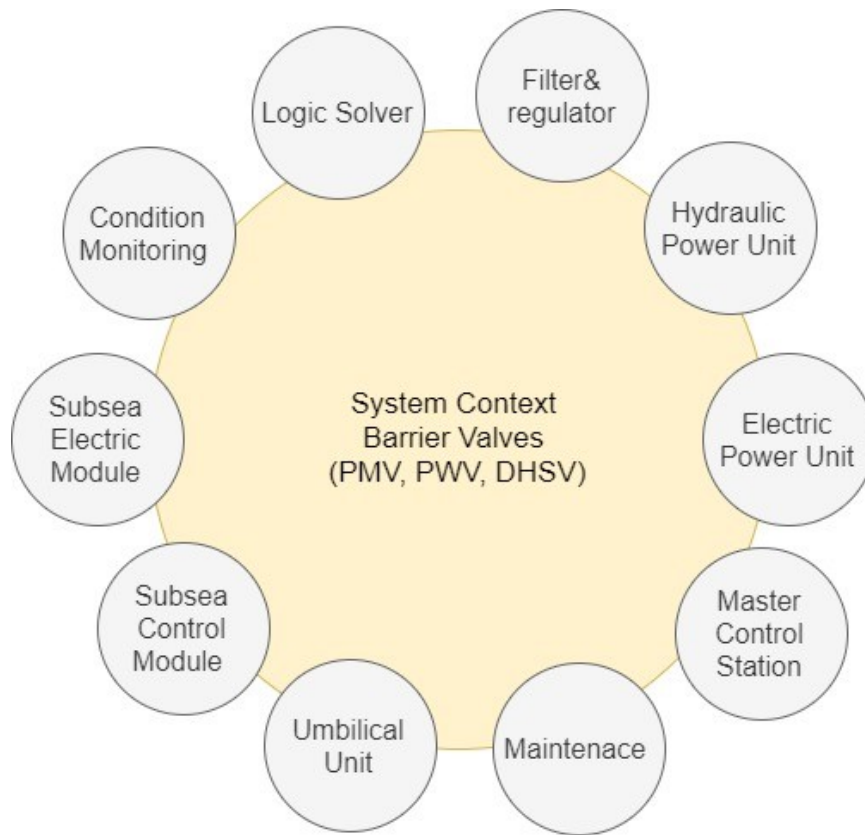 Logic Solver
Filter&
regulator
Condition
Monitoring
Hydraulic
Power Unit
Subsea
Electric
Module
System Context
Barrier Valves
(PMV, PWV, DHSV)
Electric
Power Unit
Subsea
Control
Module
Master
Control
Station
Umbilical
Unit
Maintenace